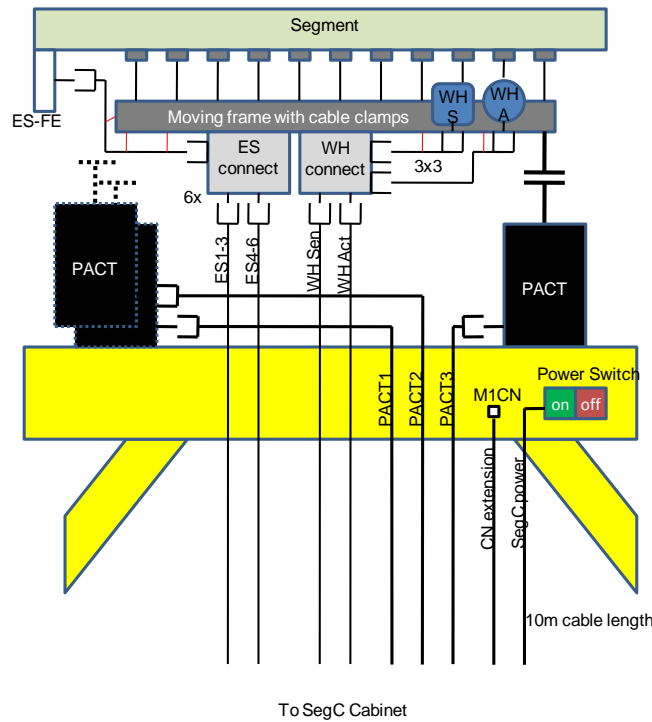 Segment
ES-FE
Moving frame with cable clamps
WH
S
WH
A
ES
connect
WH
connect
3x3
6x
ES1-3
ES4-6
WH Sen
WH Act
PACT
PACT
PACT1
PACT2
PACT3
M1CN
Power Switch
on
off
CN extension
SegC power
10m cable length
To SegC Cabinet